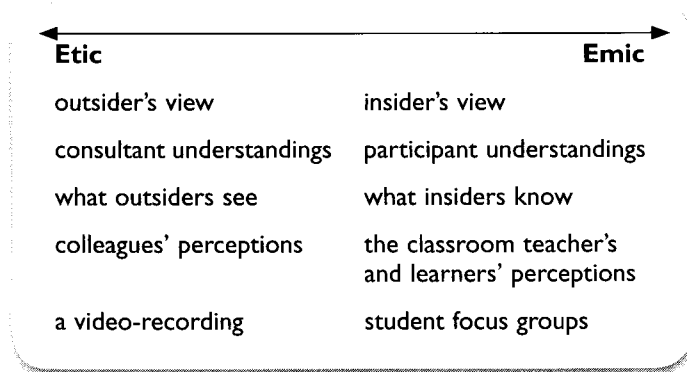 Etic Emic
outsider's view insider's view
consultant understandings participant understandings
what outsiders see what insiders know
colleagues' perceptions the classroom teacher's
and learners' perceptions
a video-recording student focus groups